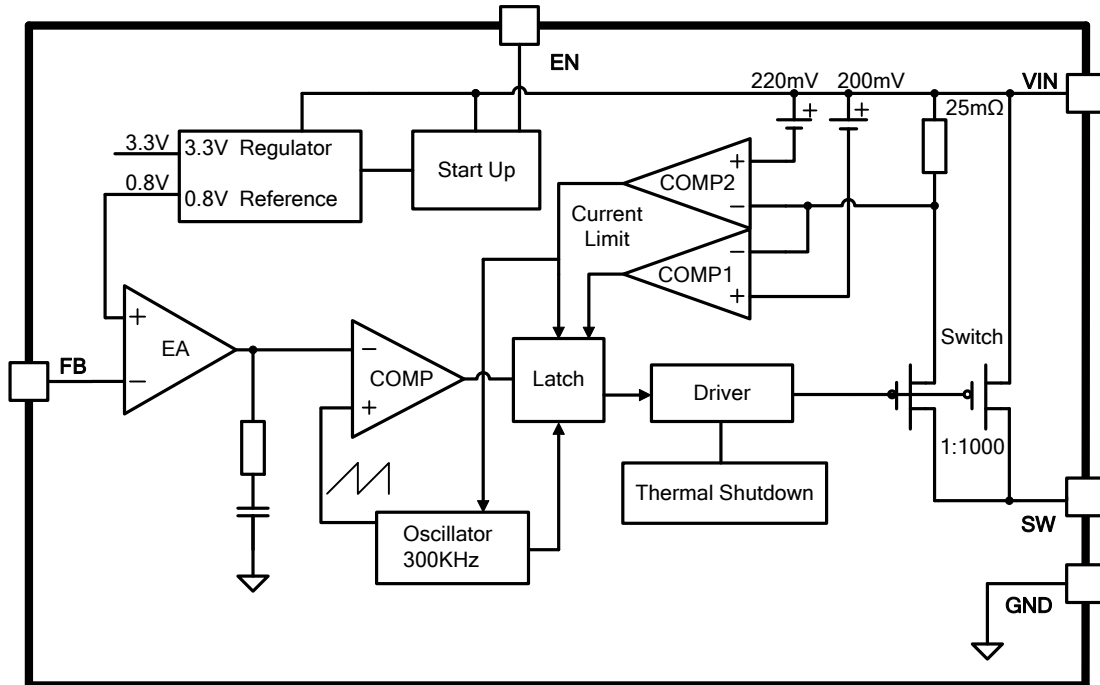 EN
220mV
200mV
VIN
+
+
25mΩ
3.3V
3.3V Regulator
0.8V
0.8V Reference
Start Up
+
COMP2
−
Current
Limit
−
COMP1
+
+
EA
−
FB
−
COMP
+
Latch
Driver
Switch
1:1000
Thermal Shutdown
Oscillator
300KHz
SW
GND